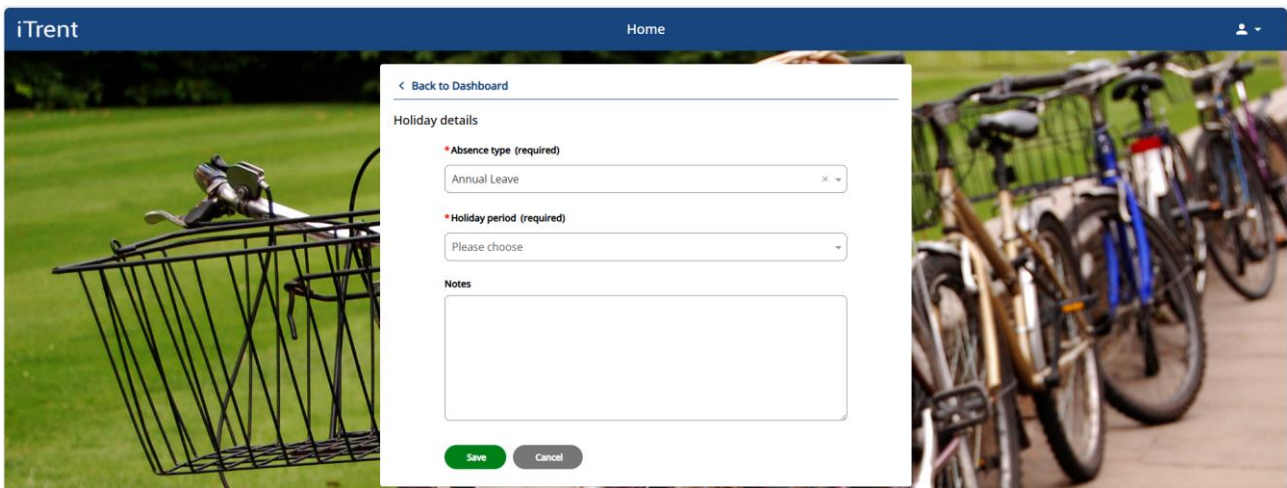 iTrent
Home
Back to Dashboard
Holiday details
*Absence type (required)
Annual Leave
*Holiday period (required)
Please choose
Notes
Save
Cancel